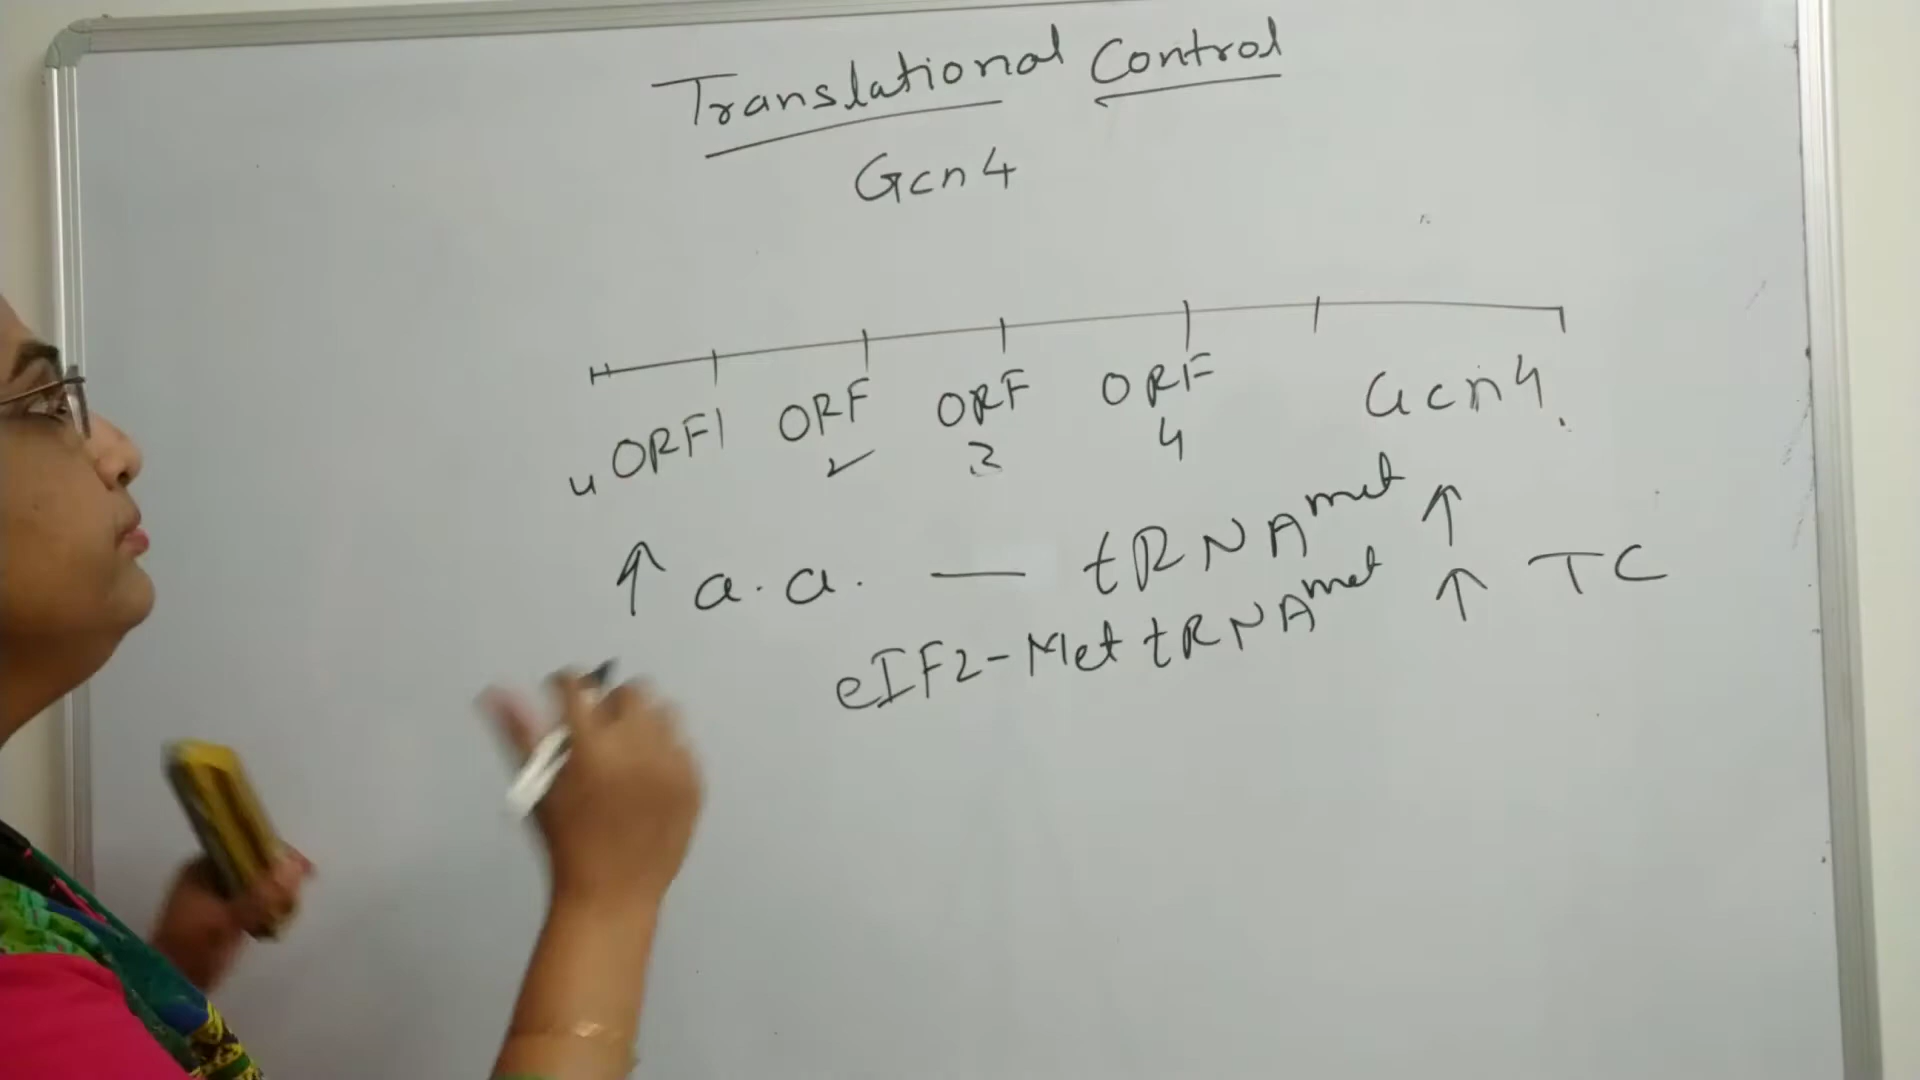 Translational Control
Gcn4
uORF1 ORF 2 ORF 3 ORF 4 Gcn4
↑ a.a. — tRNA^met ↑
eIF2-Met tRNA^met ↑ TC